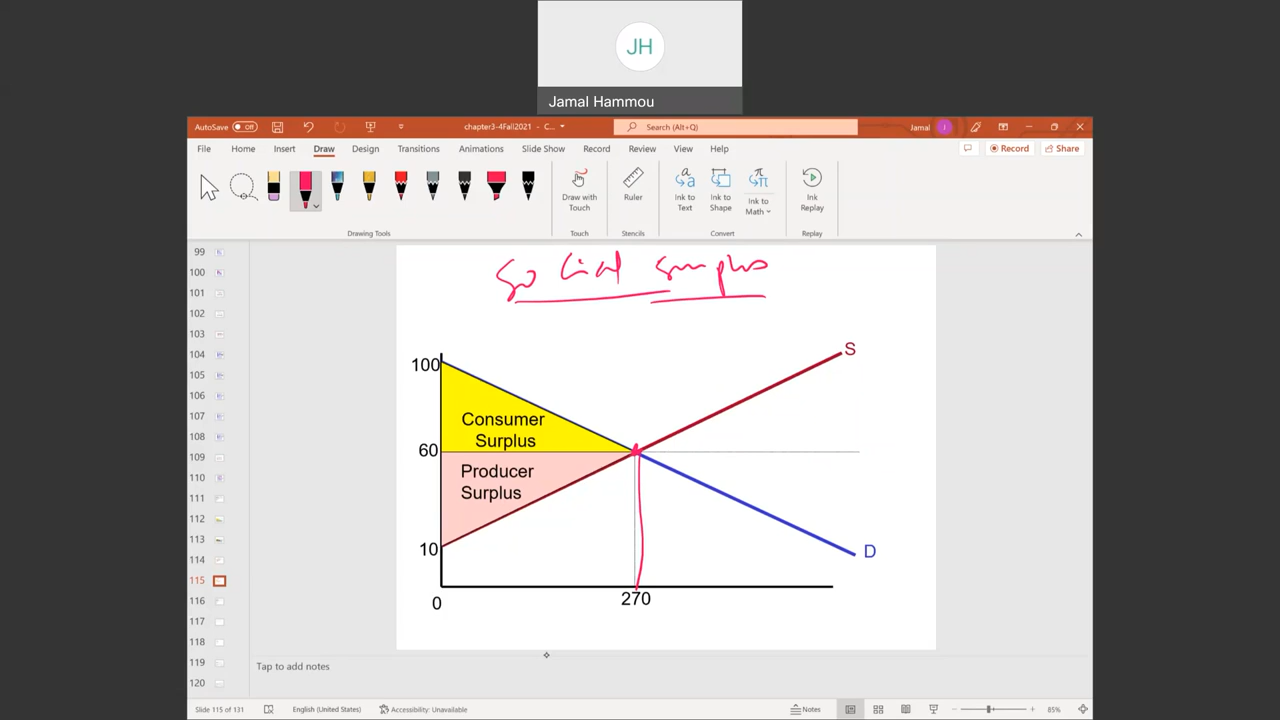 JH
Jamal Hammou
AutoSave Off chapter3-4Fall2021 - C... Search (Alt+Q) Jamal J
File Home Insert Draw Design Transitions Animations Slide Show Record Review View Help Record Share
Draw with Touch
Ruler
Ink to Text
Ink to Shape
Ink to Math
Ink Replay
Drawing Tools Touch Stencils Convert Replay
99
100
101
102
103
104
105
106
107
108
109
110
111
112
113
114
115
116
117
118
119
120
Social surplus
S
100
Consumer
Surplus
60
Producer
Surplus
10
D
0
270
Tap to add notes
Slide 115 of 131 English (United States) Accessibility: Unavailable Notes 85%